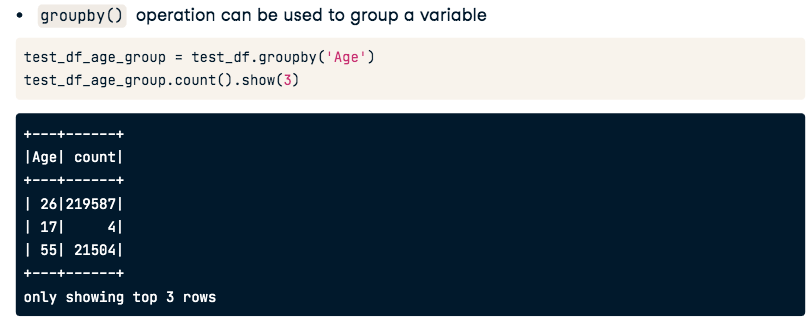 • groupby() operation can be used to group a variable
test_df_age_group = test_df.groupby('Age')
test_df_age_group.count().show(3)
+---+------+
|Age| count|
+---+------+
| 26|219587|
| 17|     4|
| 55| 21504|
+---+------+
only showing top 3 rows